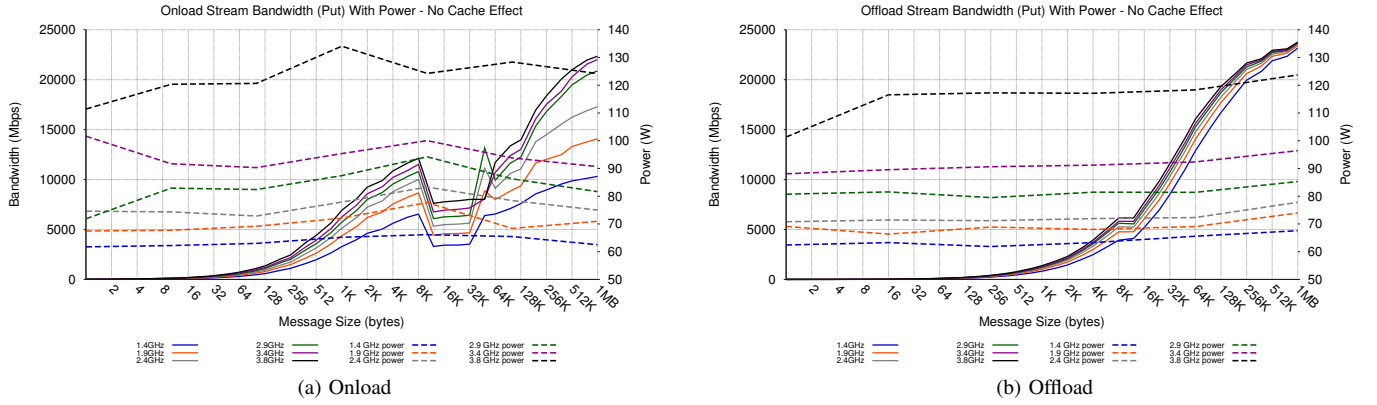 Onload Stream Bandwidth (Put) With Power - No Cache Effect
25000
20000
15000
10000
5000
0
Bandwidth (Mbps)
140
130
120
110
100
90
80
70
60
50
Power (W)
2 4 8 16 32 64 128 256 512 1K 2K 4K 8K 16K 32K 64K 128K 256K 512K 1MB
Message Size (bytes)
1.4GHz 2.9GHz 1.4 GHz power 2.9 GHz power
1.9GHz 3.4GHz 1.9 GHz power 3.4 GHz power
2.4GHz 3.8GHz 2.4 GHz power 3.8 GHz power
(a) Onload
Offload Stream Bandwidth (Put) With Power - No Cache Effect
25000
20000
15000
10000
5000
0
Bandwidth (Mbps)
140
130
120
110
100
90
80
70
60
50
Power (W)
2 4 8 16 32 64 128 256 512 1K 2K 4K 8K 16K 32K 64K 128K 256K 512K 1MB
Message Size (bytes)
1.4GHz 2.9GHz 1.4 GHz power 2.9 GHz power
1.9GHz 3.4GHz 1.9 GHz power 3.4 GHz power
2.4GHz 3.8GHz 2.4 GHz power 3.8 GHz power
(b) Offload